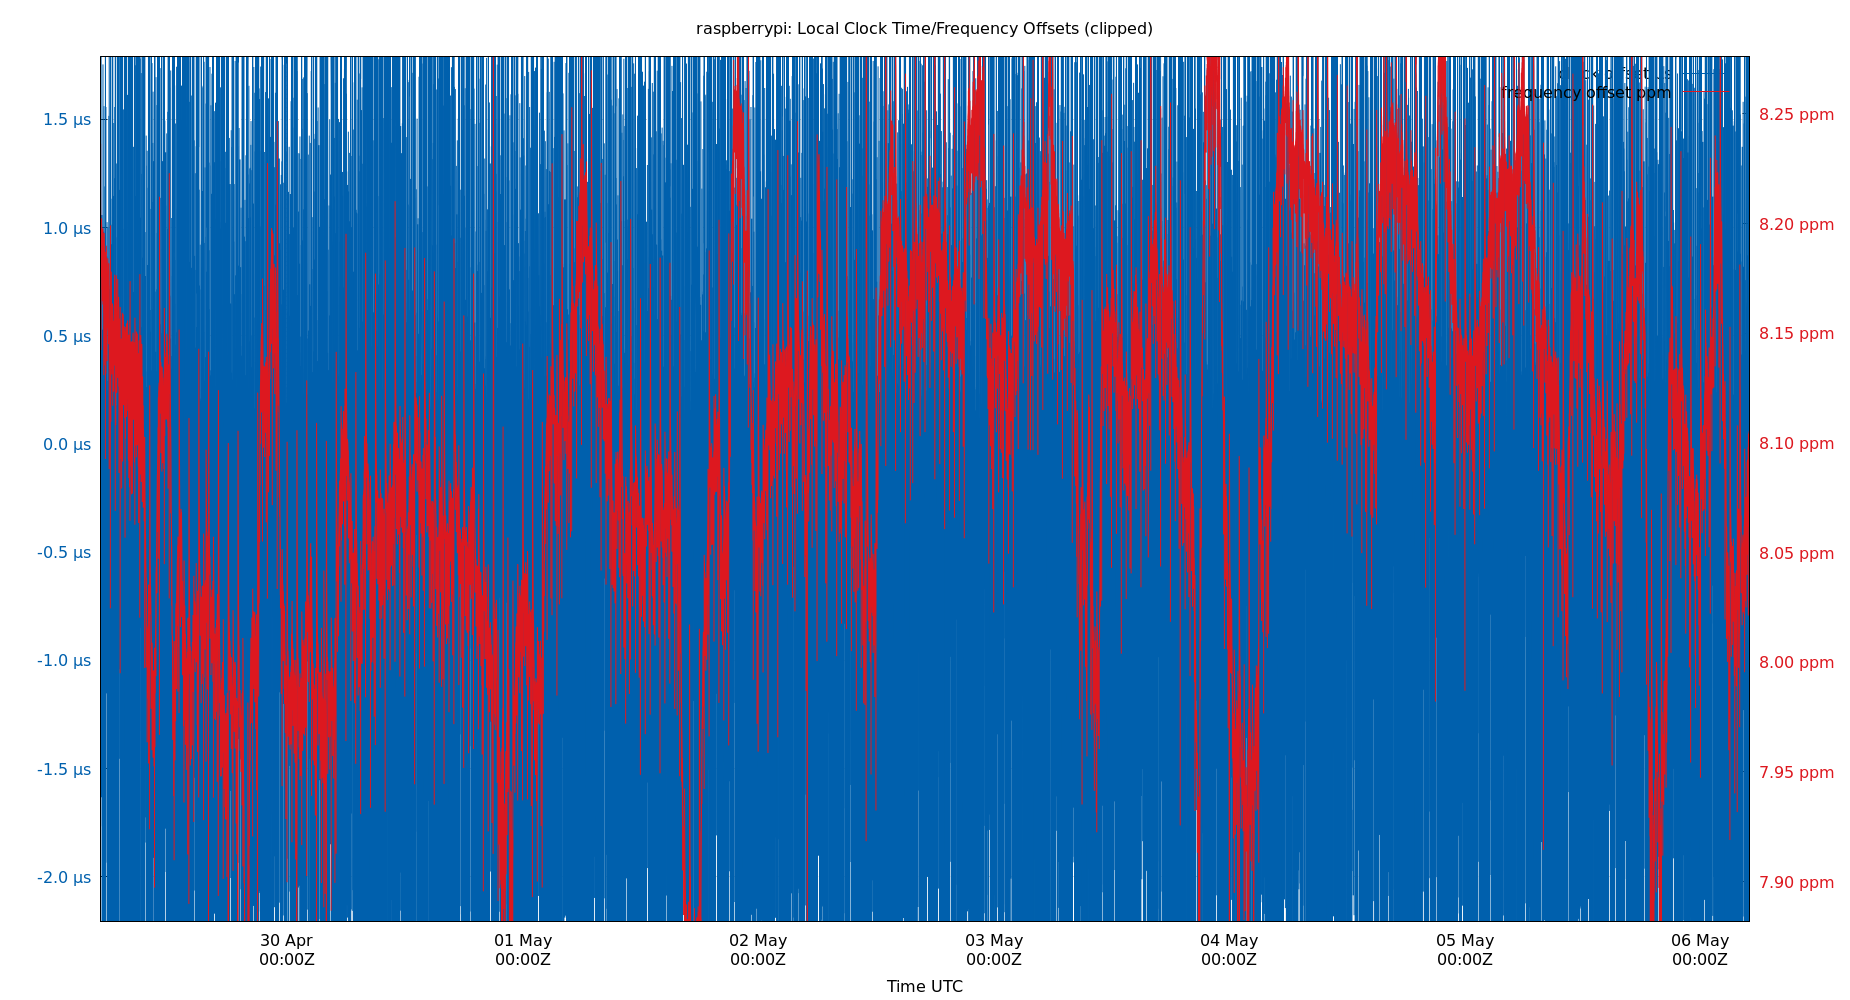 raspberrypi: Local Clock Time/Frequency Offsets (clipped)
clock offset µs
frequency offset ppm
1.5 µs
1.0 µs
0.5 µs
0.0 µs
-0.5 µs
-1.0 µs
-1.5 µs
-2.0 µs
8.25 ppm
8.20 ppm
8.15 ppm
8.10 ppm
8.05 ppm
8.00 ppm
7.95 ppm
7.90 ppm
30 Apr
00:00Z
01 May
00:00Z
02 May
00:00Z
03 May
00:00Z
04 May
00:00Z
05 May
00:00Z
06 May
00:00Z
Time UTC